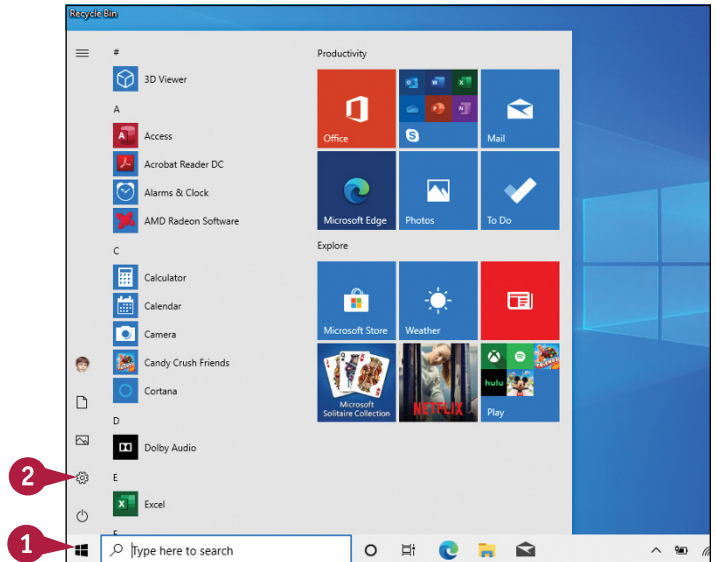 Recycle Bin
#
3D Viewer
A
Access
Acrobat Reader DC
Alarms & Clock
AMD Radeon Software
C
Calculator
Calendar
Camera
Candy Crush Friends
Cortana
D
Dolby Audio
E
Excel
F
Productivity
Office
Mail
Microsoft Edge
Photos
To Do
Explore
Microsoft Store
Weather
Microsoft
Solitaire Collection
NETFLIX
hulu
Play
2
1
Type here to search